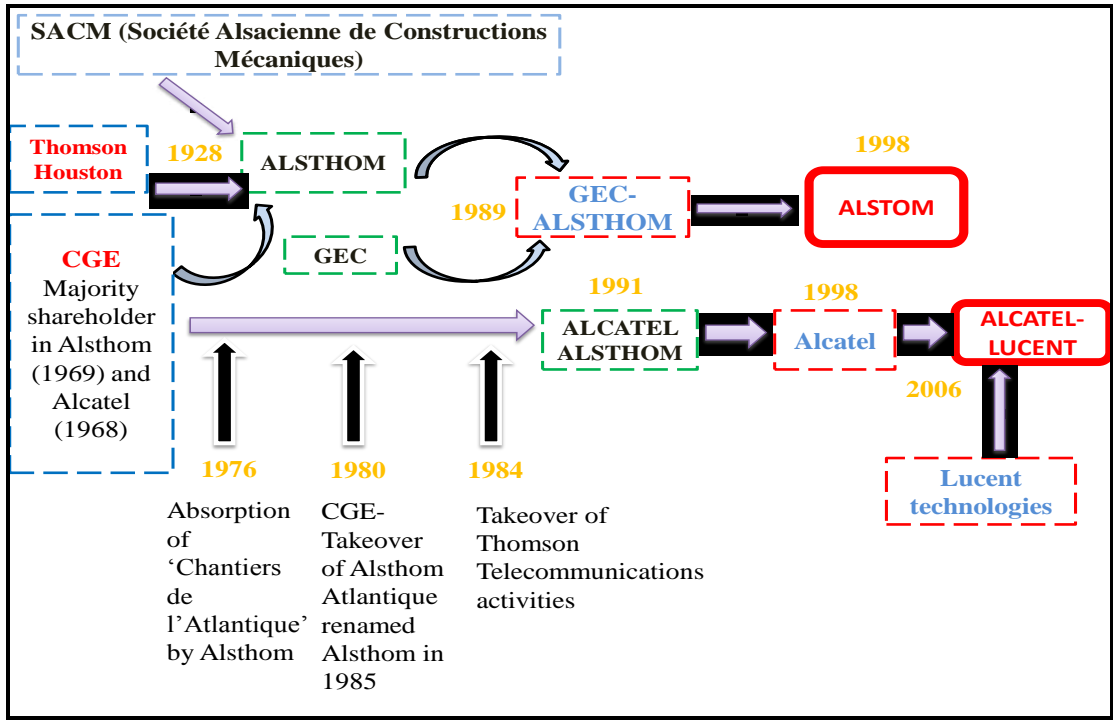 SACM (Société Alsacienne de Constructions
Mécaniques)
Thomson
Houston
1928
ALSTHOM
1998
GEC-
ALSTHOM
1989
ALSTOM
CGE
Majority
shareholder
in Alsthom
(1969) and
Alcatel
(1968)
GEC
1991
ALCATEL
ALSTHOM
1998
Alcatel
ALCATEL-
LUCENT
2006
Lucent
technologies
1976
Absorption
of
‘Chantiers
de
l’Atlantique’
by Alsthom
1980
CGE-
Takeover
of Alsthom
Atlantique
renamed
Alsthom in
1985
1984
Takeover of
Thomson
Telecommunications
activities